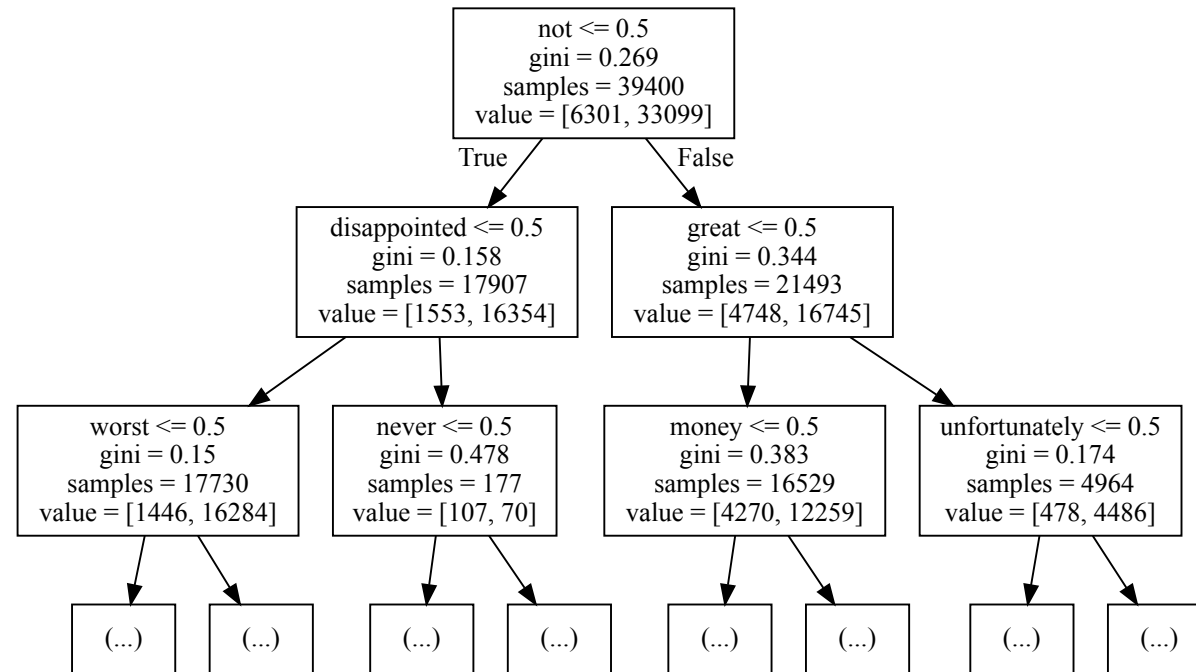 not <= 0.5
gini = 0.269
samples = 39400
value = [6301, 33099]
True
False
disappointed <= 0.5
gini = 0.158
samples = 17907
value = [1553, 16354]
great <= 0.5
gini = 0.344
samples = 21493
value = [4748, 16745]
worst <= 0.5
gini = 0.15
samples = 17730
value = [1446, 16284]
never <= 0.5
gini = 0.478
samples = 177
value = [107, 70]
money <= 0.5
gini = 0.383
samples = 16529
value = [4270, 12259]
unfortunately <= 0.5
gini = 0.174
samples = 4964
value = [478, 4486]
(...)
(...)
(...)
(...)
(...)
(...)
(...)
(...)